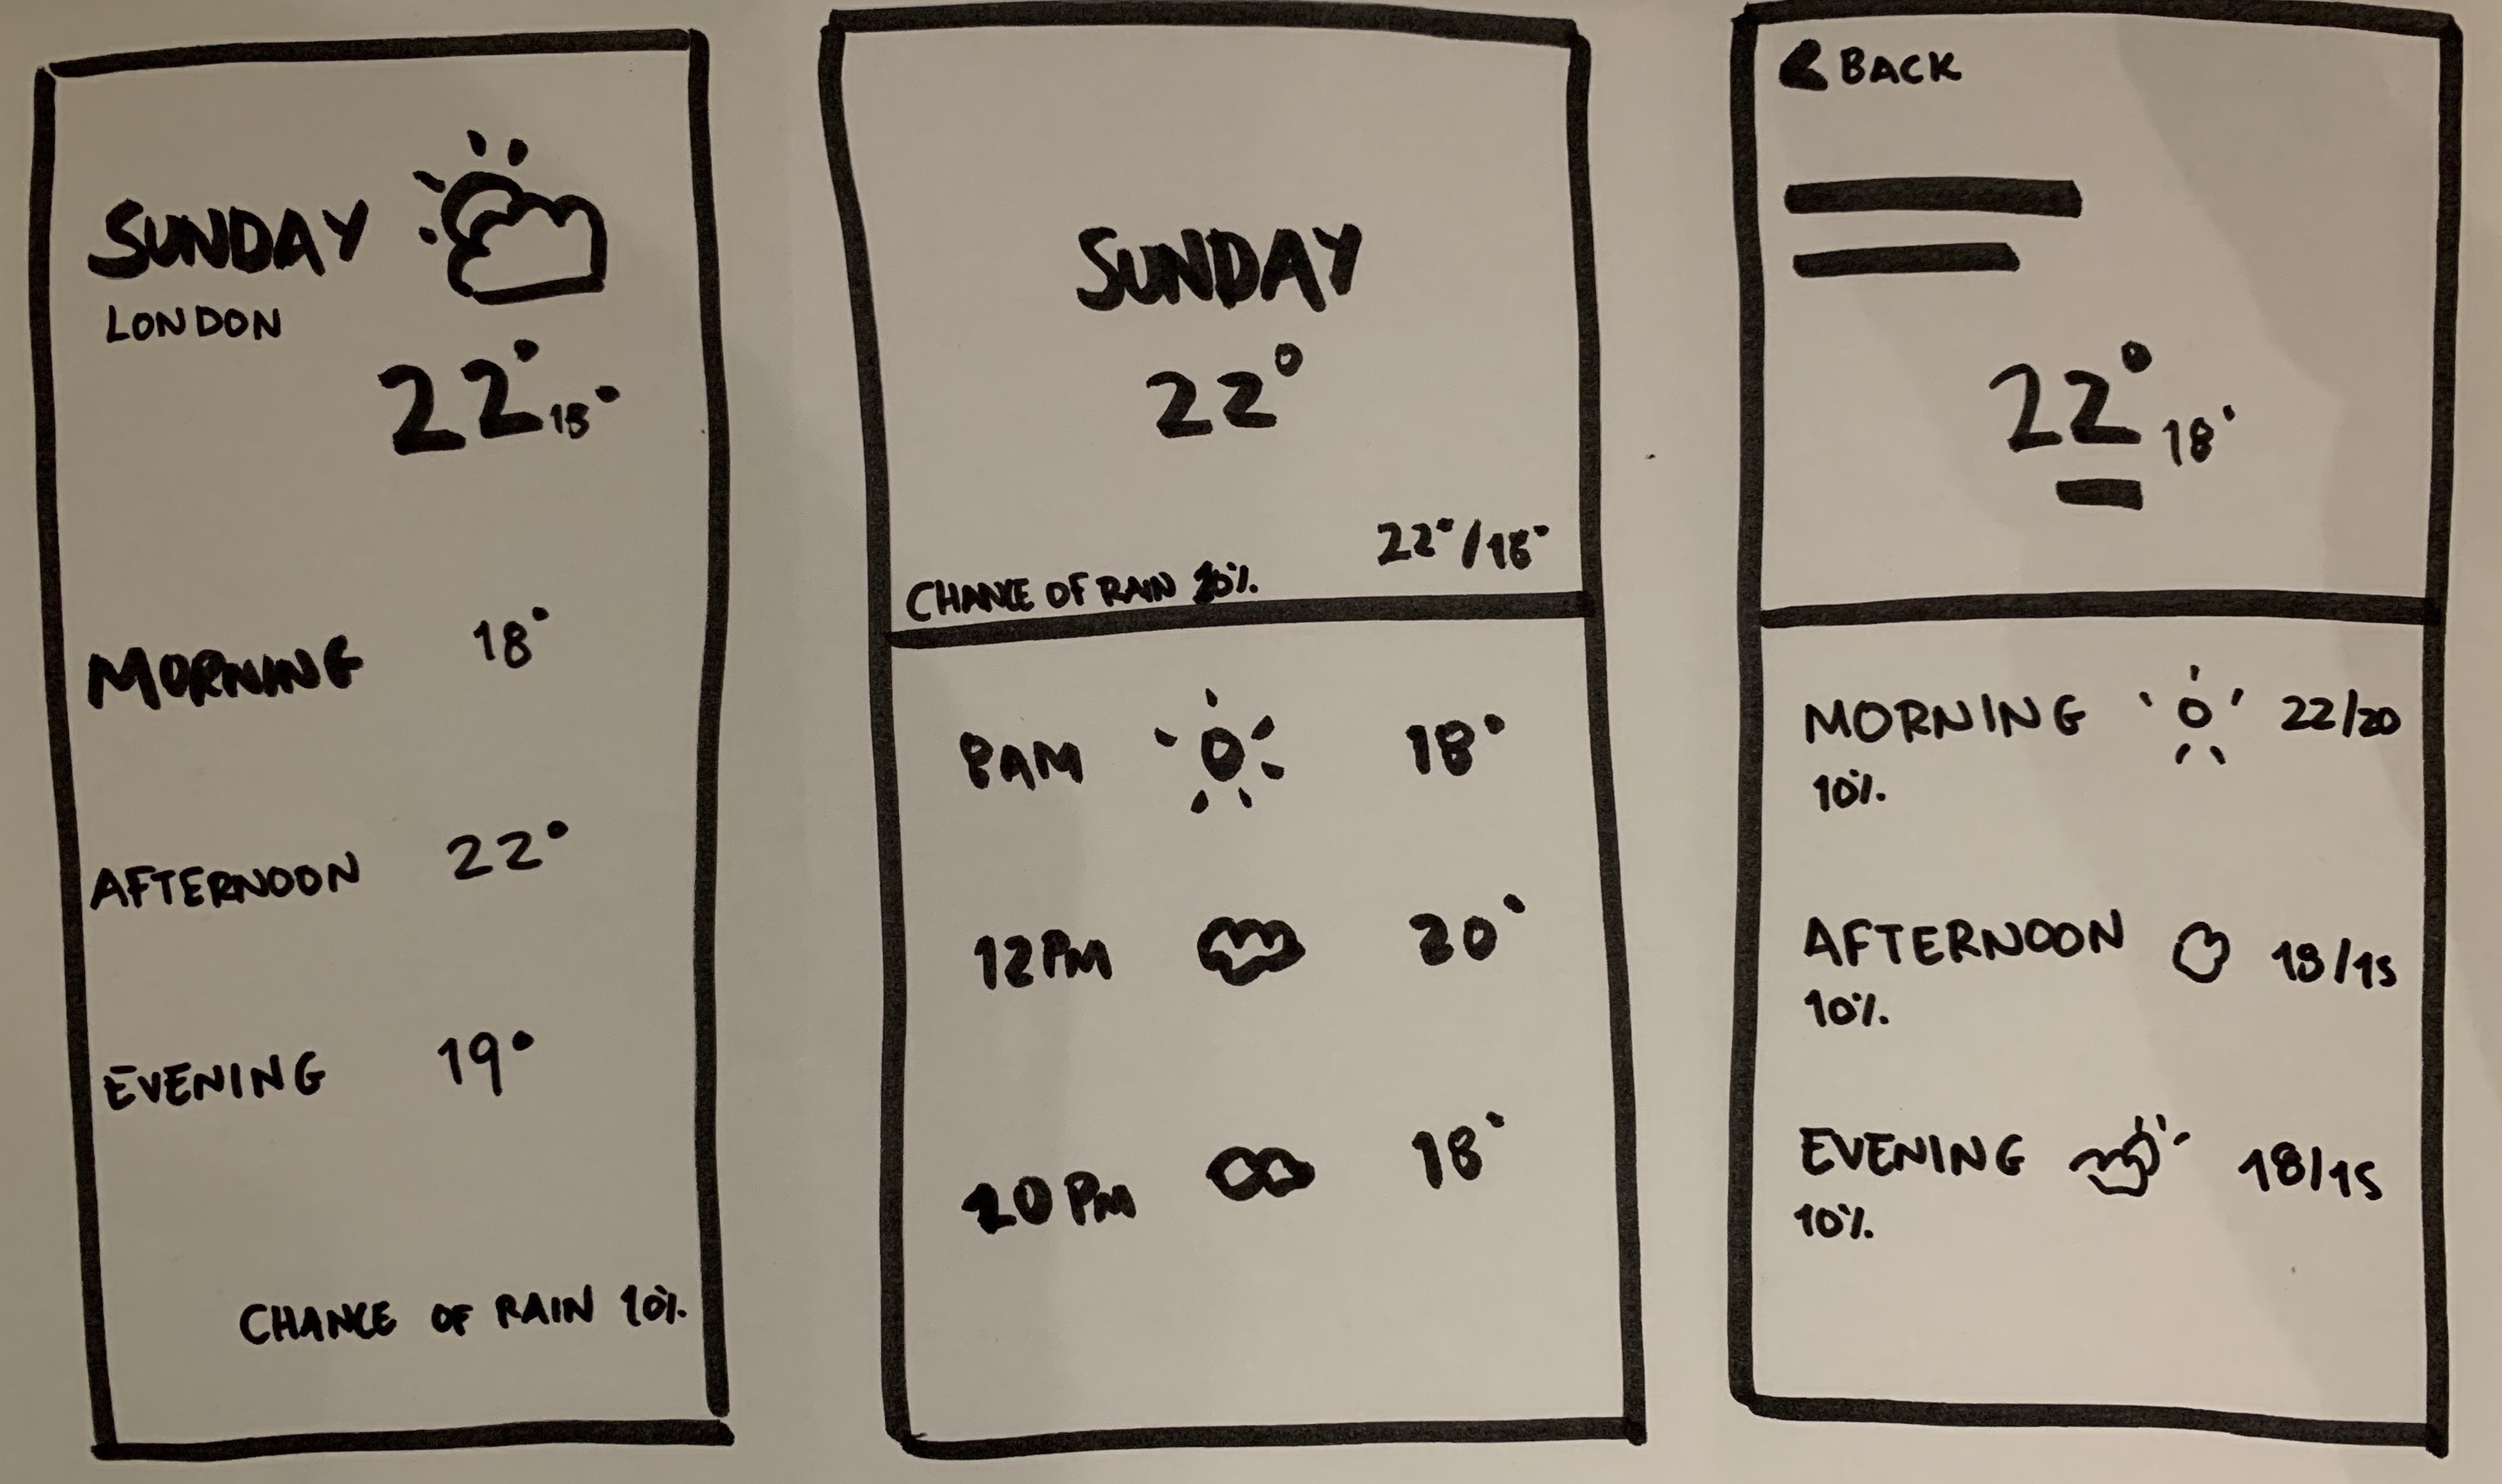 SUNDAY
LONDON
22° 18°
MORNING 18°
AFTERNOON 22°
EVENING 19°
CHANCE OF RAIN 10%
SUNDAY
22°
22°/18°
CHANCE OF RAIN
8AM 18°
12PM 20°
10PM 18°
BACK
22° 18°
MORNING 22/20
10%
AFTERNOON 18/15
10%
EVENING 18/15
10%